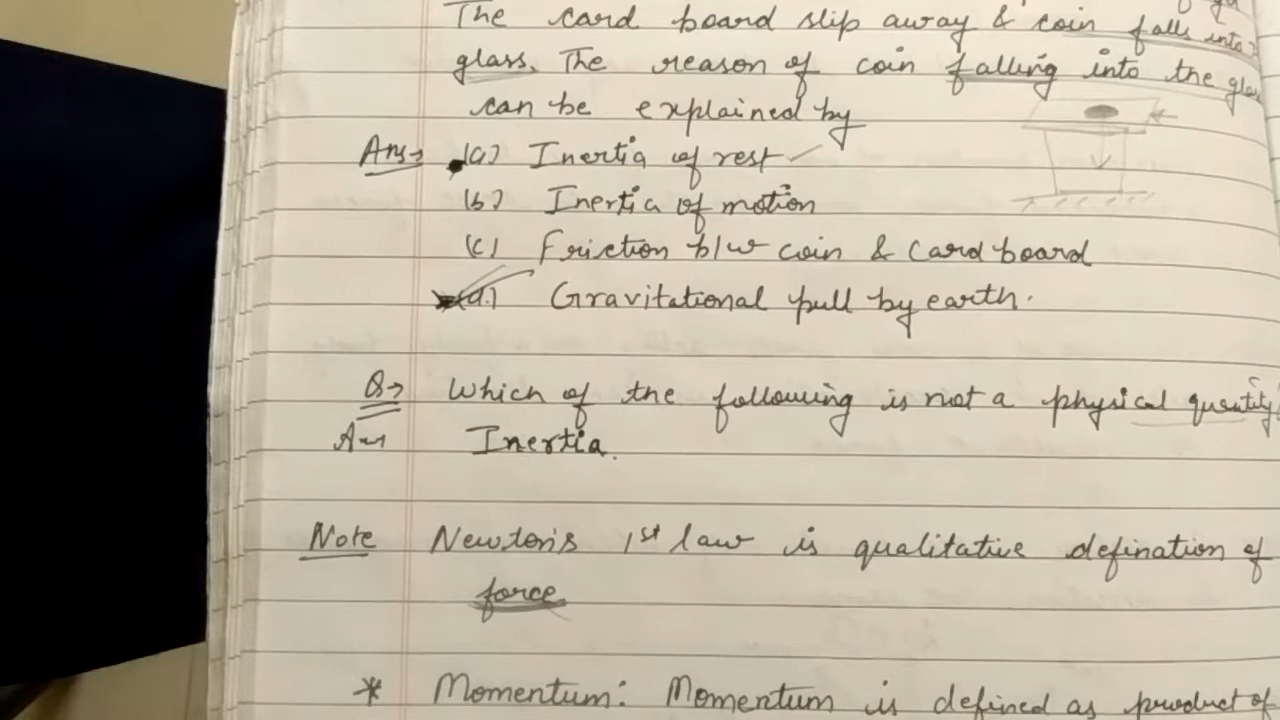 The card board slip away & coin falls into
glass. The reason of coin falling into the glass
can be explained by
Ans→ (a) Inertia of rest
(b) Inertia of motion
(c) Friction b/w coin & Card board
(d.) Gravitational pull by earth.
Q→ Which of the following is not a physical quantity
Ans Inertia.
Note Newton's 1st law is qualitative defination of
force
* Momentum: Momentum is defined as product of